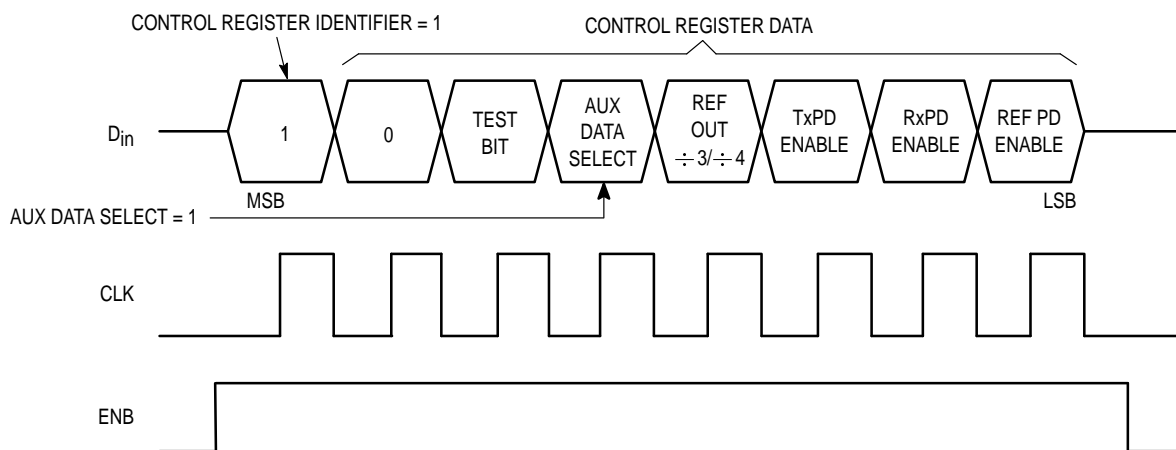 CONTROL REGISTER IDENTIFIER = 1
CONTROL REGISTER DATA
Din
1
0
TEST
BIT
AUX
DATA
SELECT
REF
OUT
÷3/÷4
TxPD
ENABLE
RxPD
ENABLE
REF PD
ENABLE
MSB
LSB
AUX DATA SELECT = 1
CLK
ENB